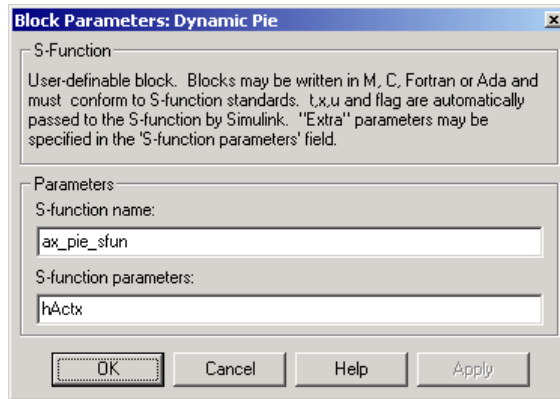 Block Parameters: Dynamic Pie
S-Function
User-definable block. Blocks may be written in M, C, Fortran or Ada and
must conform to S-function standards. t,x,u and flag are automatically
passed to the S-function by Simulink. "Extra" parameters may be
specified in the 'S-function parameters' field.
Parameters
S-function name:
ax_pie_sfun
S-function parameters:
hActx
OK Cancel Help Apply